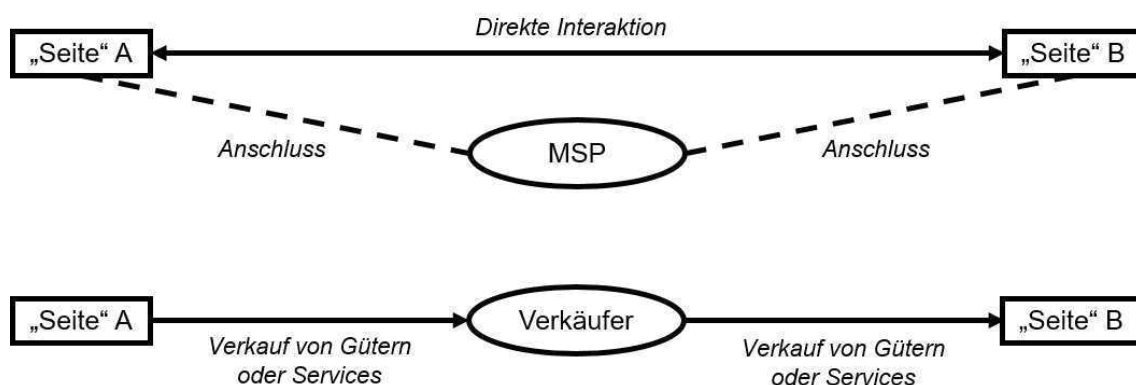 Direkte Interaktion
„Seite“ A
„Seite“ B
Anschluss
MSP
Anschluss
„Seite“ A
Verkäufer
„Seite“ B
Verkauf von Gütern
oder Services
Verkauf von Gütern
oder Services